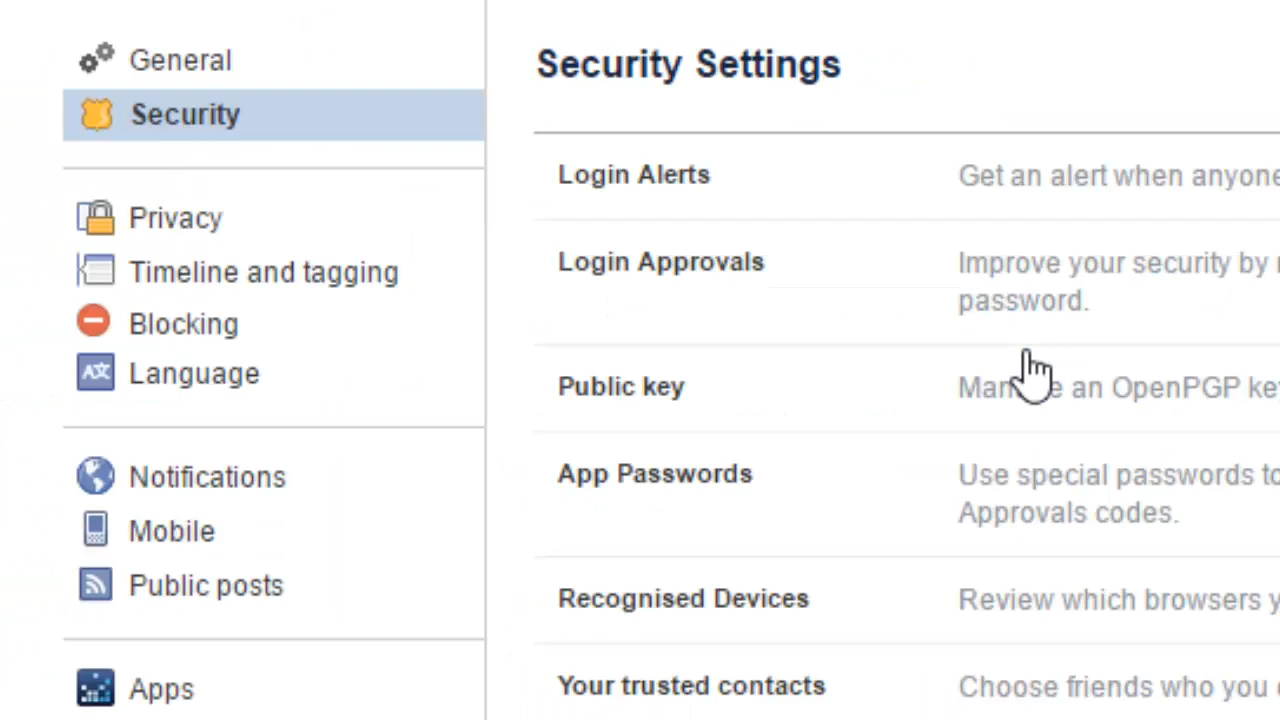 General
Security
Privacy
Timeline and tagging
Blocking
Language
Notifications
Mobile
Public posts
Apps
Security Settings
Login Alerts
Get an alert when anyone
Login Approvals
Improve your security by
password.
Public key
an OpenPGP
App Passwords
Use special passwords to
Approvals codes.
Recognised Devices
Review which browsers
Your trusted contacts
Choose friends who you